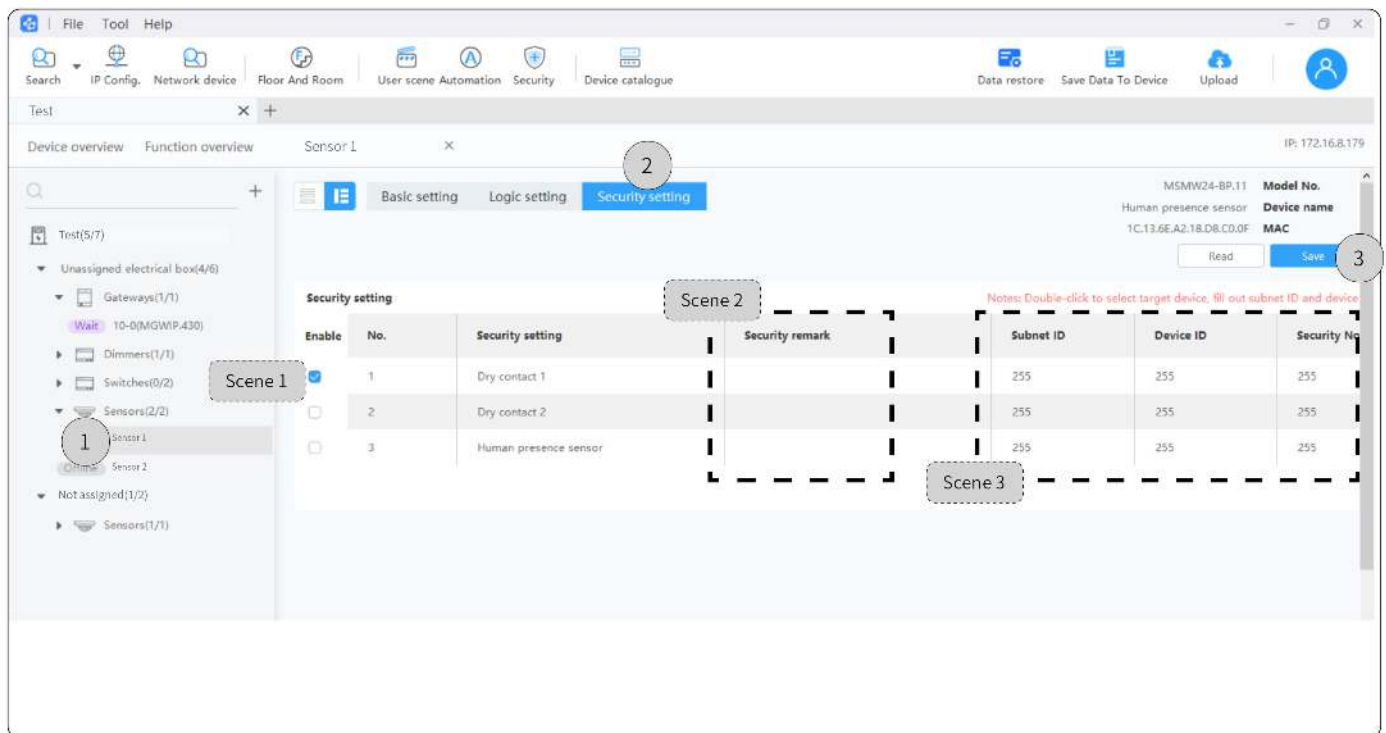 File Tool Help
Search IP Config. Network device Floor And Room User scene Automation Security Device catalogue Data restore Save Data To Device Upload
Test
Device overview Function overview Sensor 1 IP: 172.16.8.179
2
Basic setting Logic setting Security setting
MSMW24-BP.11 Model No.
Human presence sensor Device name
1C.13.6E.A2.18.D8.C0.0F MAC
Read Save 3
Test(5/7)
Unassigned electrical box(4/6)
Gateways(1/1)
Wait 10-0(MGWIP.430)
Dimmers(1/1)
Switches(0/2)
Sensors(2/2)
1 Sensor 1
Sensor 2
Not assigned(1/2)
Sensors(1/1)
Security setting Scene 2 Notes: Double-click to select target device, fill out subnet ID and device
Enable No. Security setting Security remark Subnet ID Device ID Security No
Scene 1 1 Dry contact 1 255 255 255
2 Dry contact 2 255 255 255
3 Human presence sensor 255 255 255
Scene 3